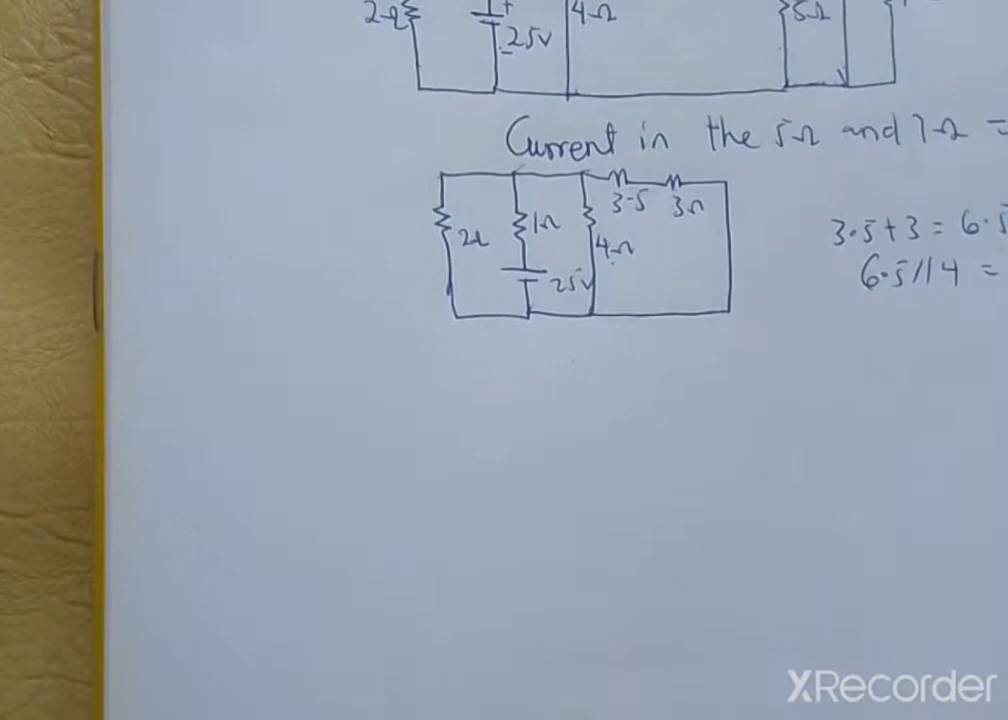 2Ω 4Ω 5Ω
+
25V
Current in the 5Ω and 7Ω =
3.5 3Ω
2Ω 1Ω 4Ω 3.5+3 = 6.5
25V 6.5//4 =
XRecorder